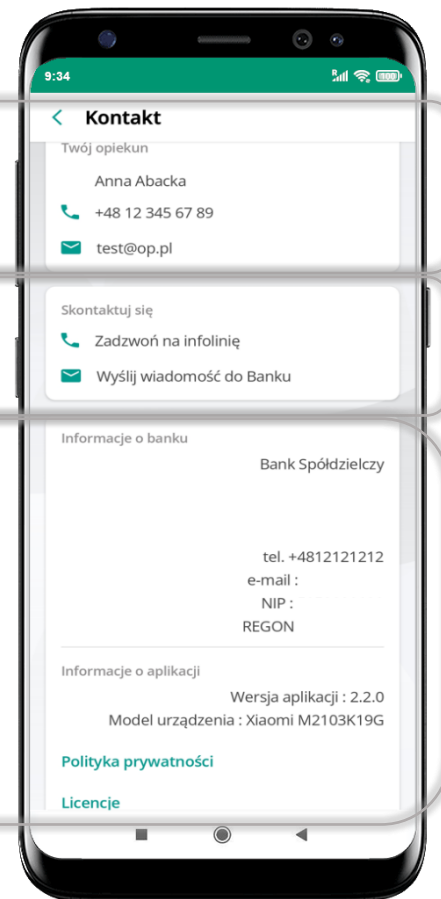 9:34
100
Kontakt
Twój opiekun
Anna Abacka
+48 12 345 67 89
test@op.pl
Skontaktuj się
Zadzwoń na infolinię
Wyślij wiadomość do Banku
Informacje o banku
Bank Spółdzielczy
tel. +4812121212
e-mail :
NIP :
REGON
Informacje o aplikacji
Wersja aplikacji : 2.2.0
Model urządzenia : Xiaomi M2103K19G
Polityka prywatności
Licencje